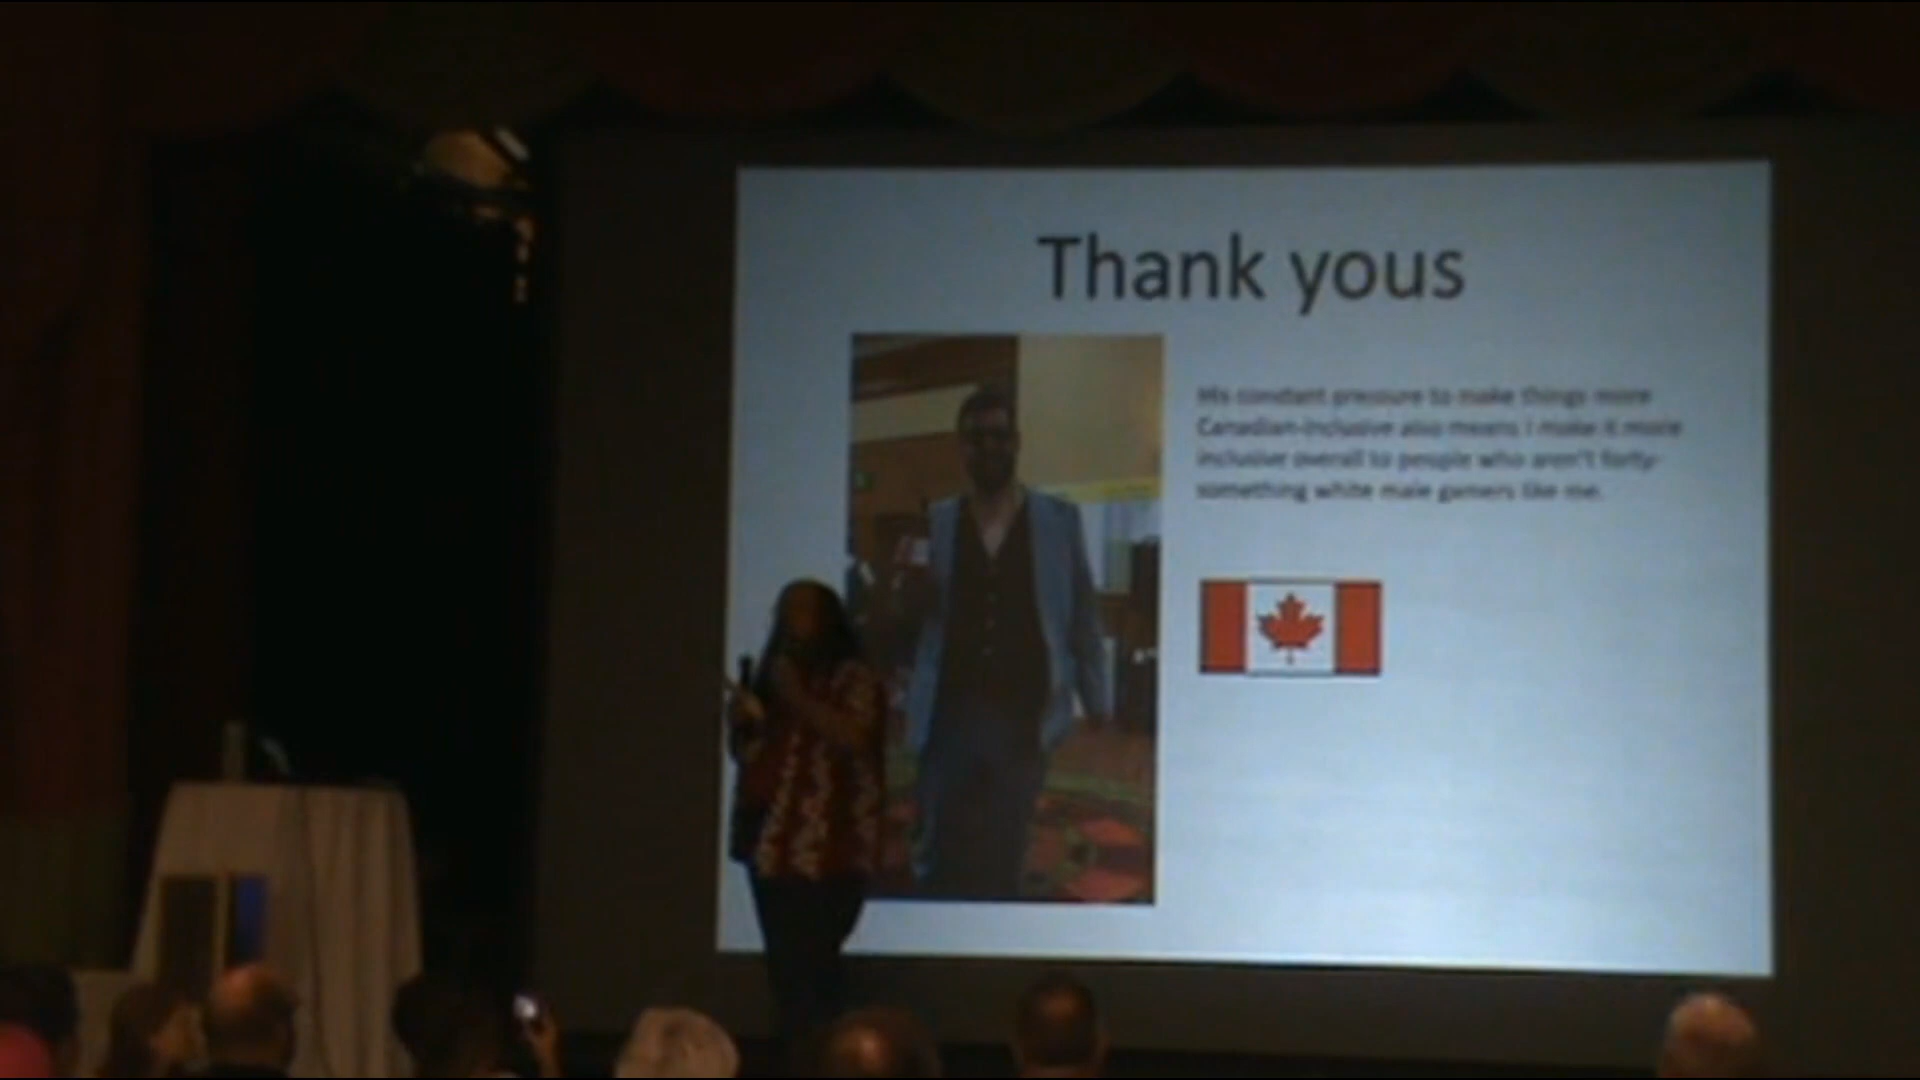 Thank yous
His constant pressure to make things more
Canadian-inclusive also means I make it more
inclusive overall to people who aren't forty-
something white male gamers like me.